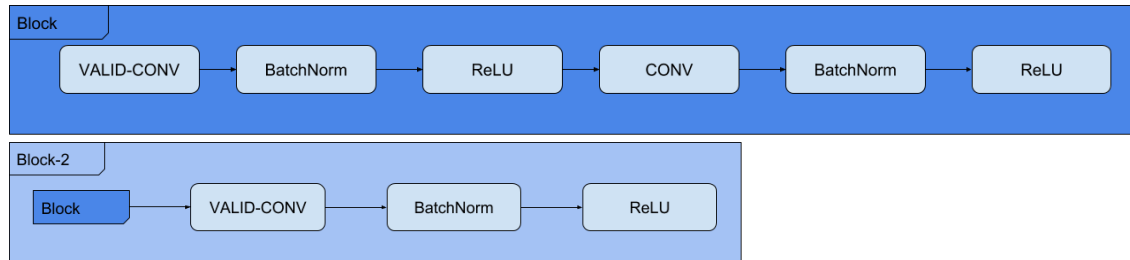 Block
VALID-CONV BatchNorm ReLU CONV BatchNorm ReLU
Block-2
Block VALID-CONV BatchNorm ReLU